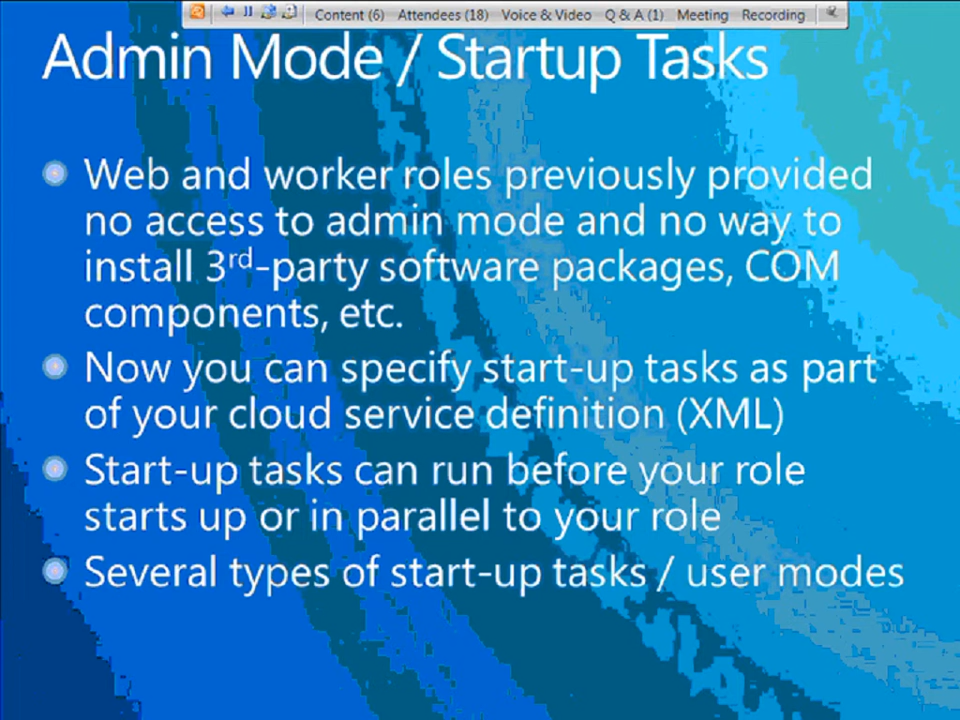 Content (6) Attendees (18) Voice & Video Q & A (1) Meeting Recording
Admin Mode / Startup Tasks
Web and worker roles previously provided
no access to admin mode and no way to
install 3rd-party software packages, COM
components, etc.
Now you can specify start-up tasks as part
of your cloud service definition (XML)
Start-up tasks can run before your role
starts up or in parallel to your role
Several types of start-up tasks / user modes